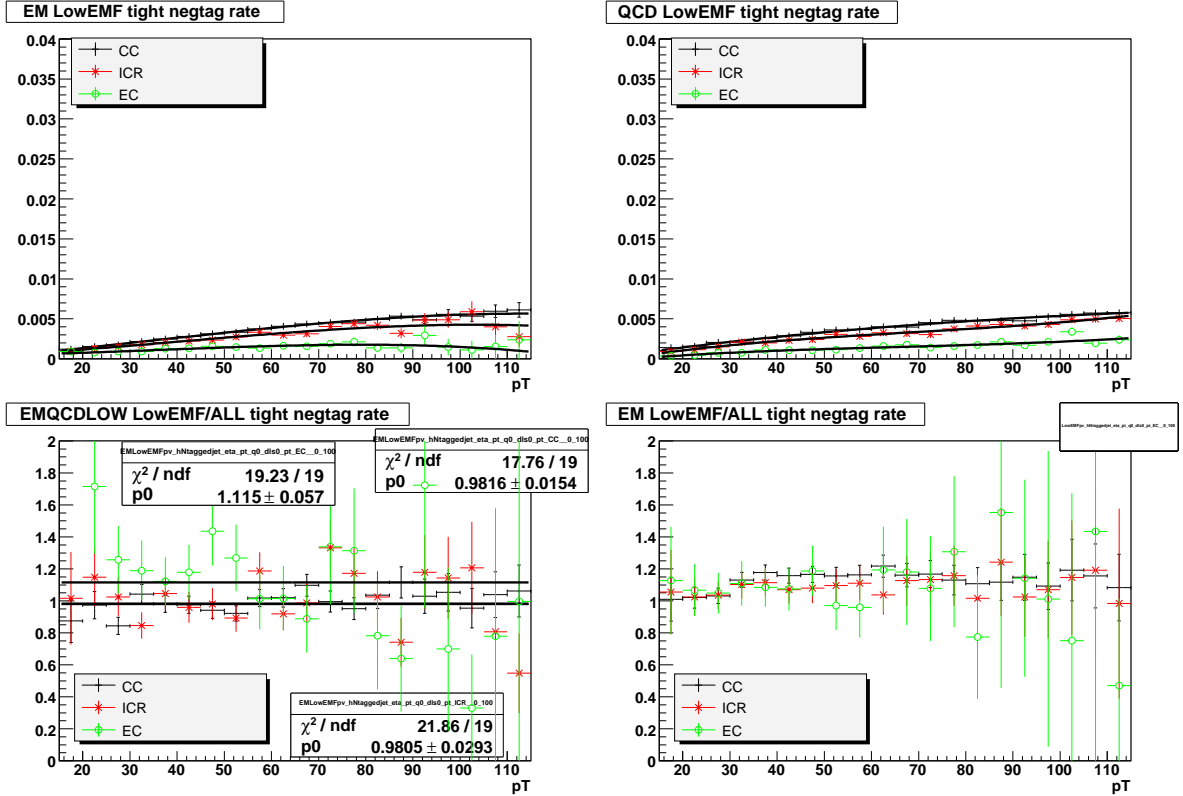 EM LowEMF tight negtag rate
0.04
0.035
0.03
0.025
0.02
0.015
0.01
0.005
0
CC
ICR
EC
20 30 40 50 60 70 80 90 100 110
pT
QCD LowEMF tight negtag rate
0.04
0.035
0.03
0.025
0.02
0.015
0.01
0.005
0
CC
ICR
EC
20 30 40 50 60 70 80 90 100 110
pT
EMQCDLOW LowEMF/ALL tight negtag rate
2
1.8
1.6
1.4
1.2
1
0.8
0.6
0.4
0.2
0
EMLowEMFpv_hNtaggedjet_eta_pt_q0_dls0_pt_EC__0_100
χ² / ndf 19.23 / 19
p0 1.115 ± 0.057
EMLowEMFpv_hNtaggedjet_eta_pt_q0_dls0_pt_CC__0_100
χ² / ndf 17.76 / 19
p0 0.9816 ± 0.0154
CC
ICR
EC
EMLowEMFpv_hNtaggedjet_eta_pt_q0_dls0_pt_ICR__0_100
χ² / ndf 21.86 / 19
p0 0.9805 ± 0.0293
20 30 40 50 60 70 80 90 100 110
pT
EM LowEMF/ALL tight negtag rate
LowEMFpv_hNtaggedjet_eta_pt_q0_dls0_pt_EC__0_100
2
1.8
1.6
1.4
1.2
1
0.8
0.6
0.4
0.2
0
CC
ICR
EC
20 30 40 50 60 70 80 90 100 110
pT